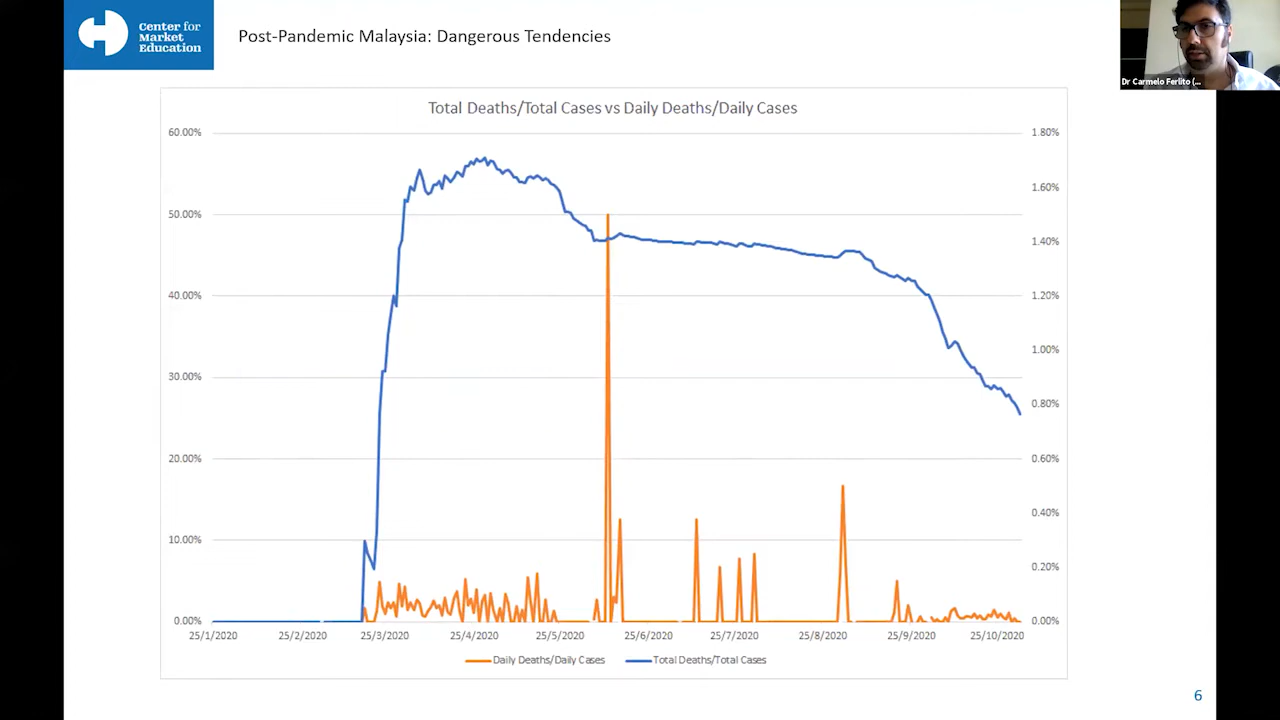 Center for
Market
Education
Post-Pandemic Malaysia: Dangerous Tendencies
Dr Carmelo Ferlito (...
Total Deaths/Total Cases vs Daily Deaths/Daily Cases
60.00%
50.00%
40.00%
30.00%
20.00%
10.00%
0.00%
1.80%
1.60%
1.40%
1.20%
1.00%
0.80%
0.60%
0.40%
0.20%
0.00%
25/1/2020 25/2/2020 25/3/2020 25/4/2020 25/5/2020 25/6/2020 25/7/2020 25/8/2020 25/9/2020 25/10/2020
Daily Deaths/Daily Cases Total Deaths/Total Cases
6